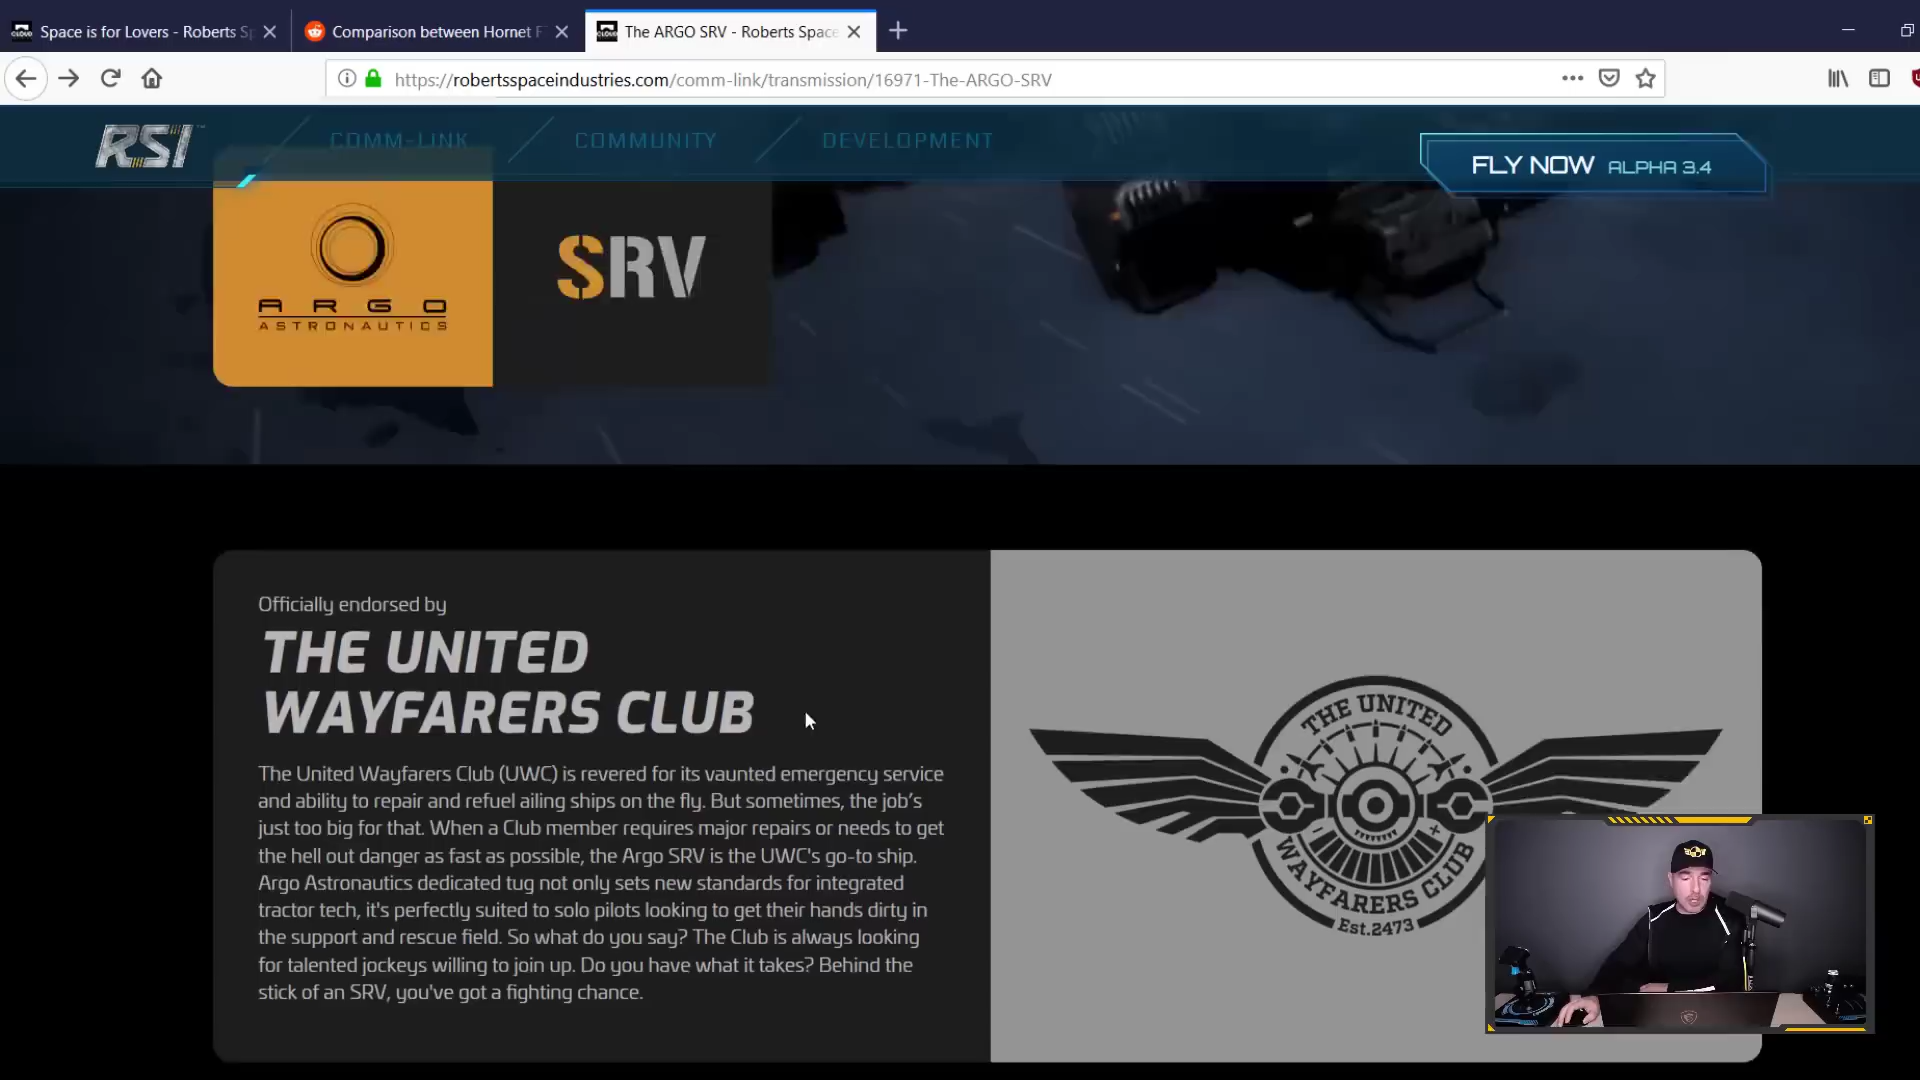 Space is for Lovers - Roberts Sp
Comparison between Hornet F
The ARGO SRV - Roberts Space
https://robertsspaceindustries.com/comm-link/transmission/16971-The-ARGO-SRV
RSI
COMM-LINK
COMMUNITY
DEVELOPMENT
FLY NOW ALPHA 3.4
ARGO
ASTRONAUTICS
SRV
Officially endorsed by
THE UNITED
WAYFARERS CLUB
The United Wayfarers Club (UWC) is revered for its vaunted emergency service
and ability to repair and refuel ailing ships on the fly. But sometimes, the job's
just too big for that. When a Club member requires major repairs or needs to get
the hell out danger as fast as possible, the Argo SRV is the UWC's go-to ship.
Argo Astronautics dedicated tug not only sets new standards for integrated
tractor tech, it's perfectly suited to solo pilots looking to get their hands dirty in
the support and rescue field. So what do you say? The Club is always looking
for talented jockeys willing to join up. Do you have what it takes? Behind the
stick of an SRV, you've got a fighting chance.
THE UNITED
WAYFARERS CLUB
Est.2473